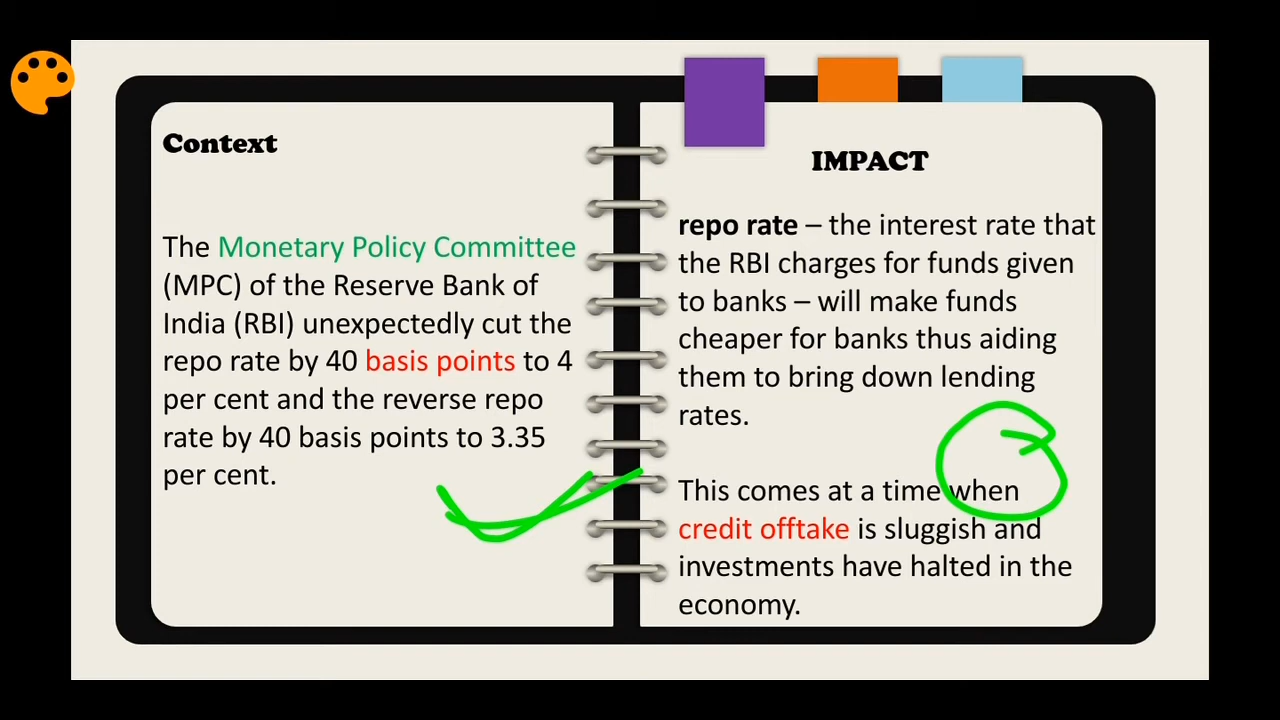 Context
The Monetary Policy Committee
(MPC) of the Reserve Bank of
India (RBI) unexpectedly cut the
repo rate by 40 basis points to 4
per cent and the reverse repo
rate by 40 basis points to 3.35
per cent.
IMPACT
repo rate – the interest rate that
the RBI charges for funds given
to banks – will make funds
cheaper for banks thus aiding
them to bring down lending
rates.
This comes at a time when
credit offtake is sluggish and
investments have halted in the
economy.